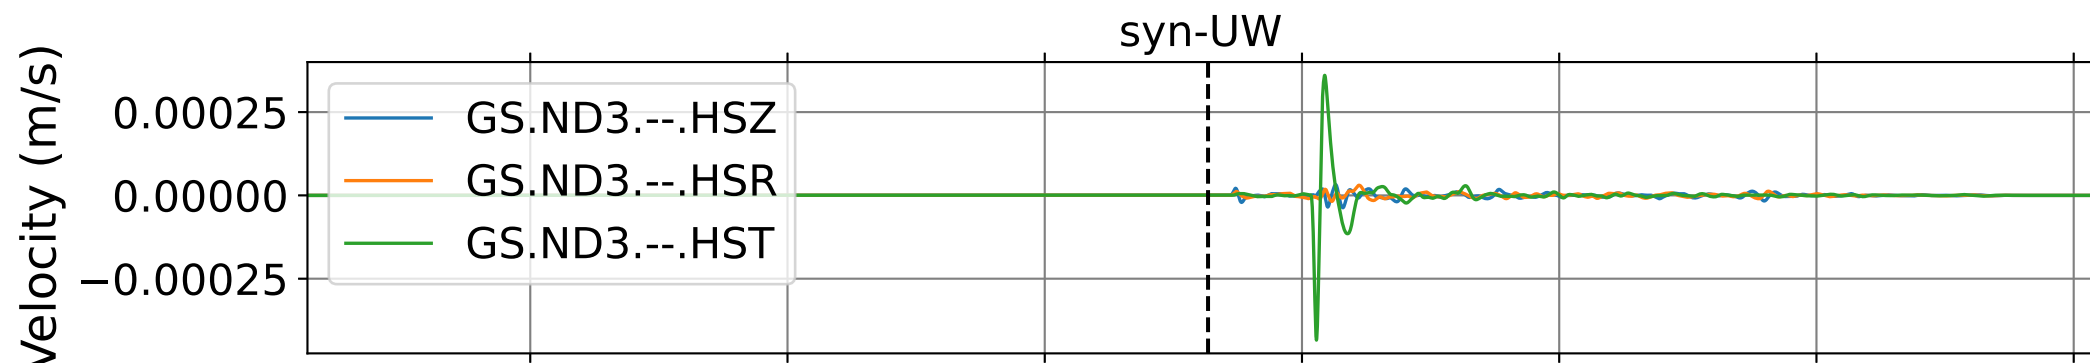 syn-UW
Velocity (m/s)
0.00025
0.00000
−0.00025
GS.ND3.--.HSZ
GS.ND3.--.HSR
GS.ND3.--.HST